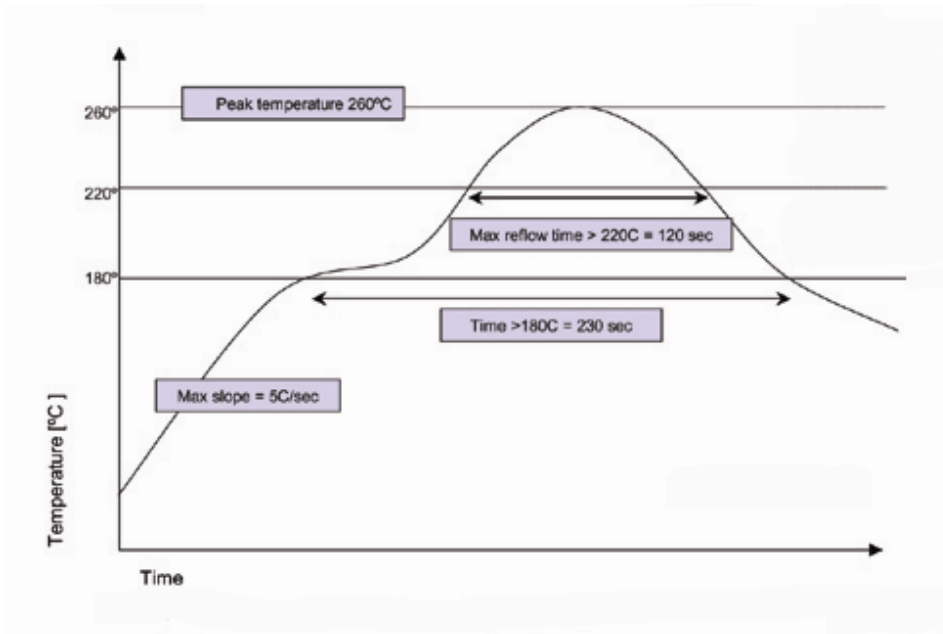 Peak temperature 260ºC
260º
220º
Max reflow time > 220C = 120 sec
180º
Time >180C = 230 sec
Max slope = 5C/sec
Temperature [ºC ]
Time